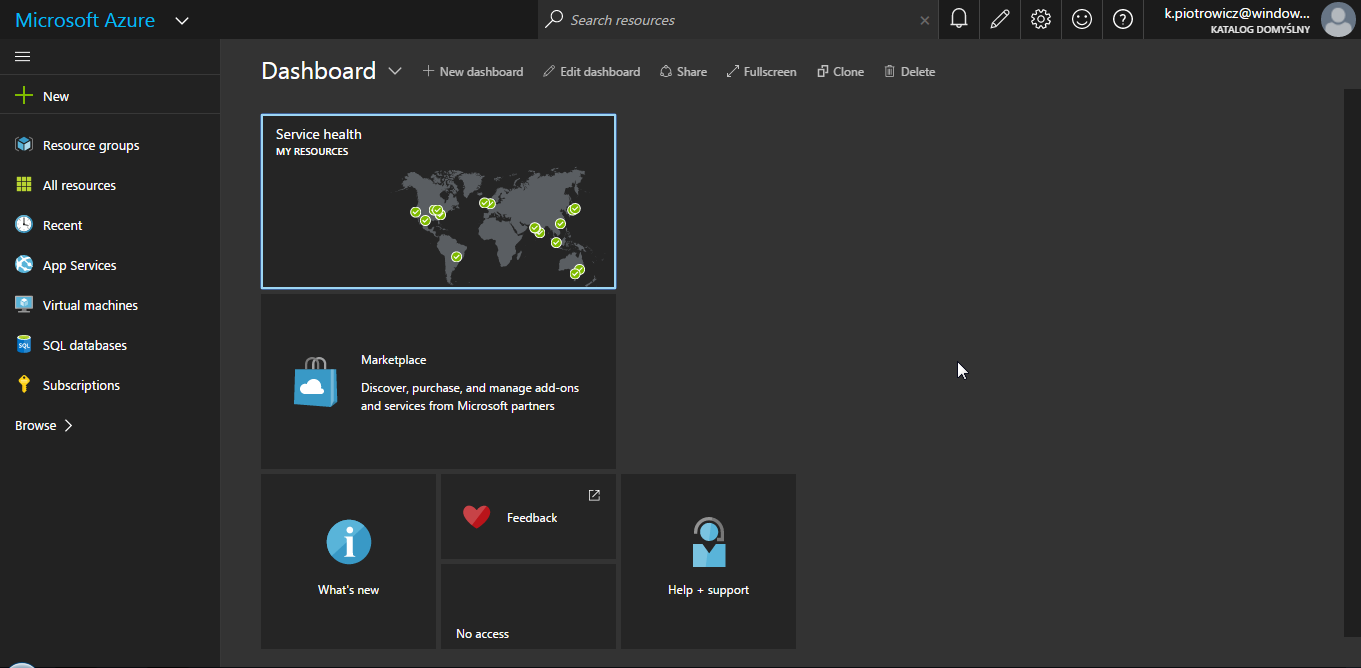 Microsoft Azure
Search resources
k.piotrowicz@window...
KATALOG DOMYŚLNY
New
Resource groups
All resources
Recent
App Services
Virtual machines
SQL
SQL databases
Subscriptions
Browse
Dashboard
New dashboard
Edit dashboard
Share
Fullscreen
Clone
Delete
Service health
MY RESOURCES
Marketplace
Discover, purchase, and manage add-ons
and services from Microsoft partners
What's new
Feedback
No access
Help + support